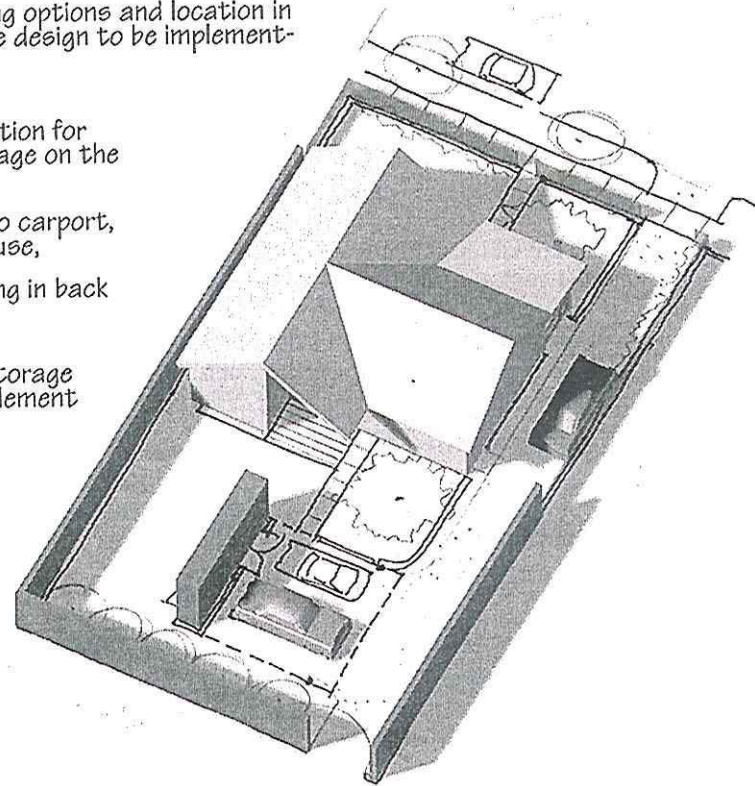 g options and location in
e design to be implement-
tion for
age on the
o carport,
use,
ng in back
torage
lement